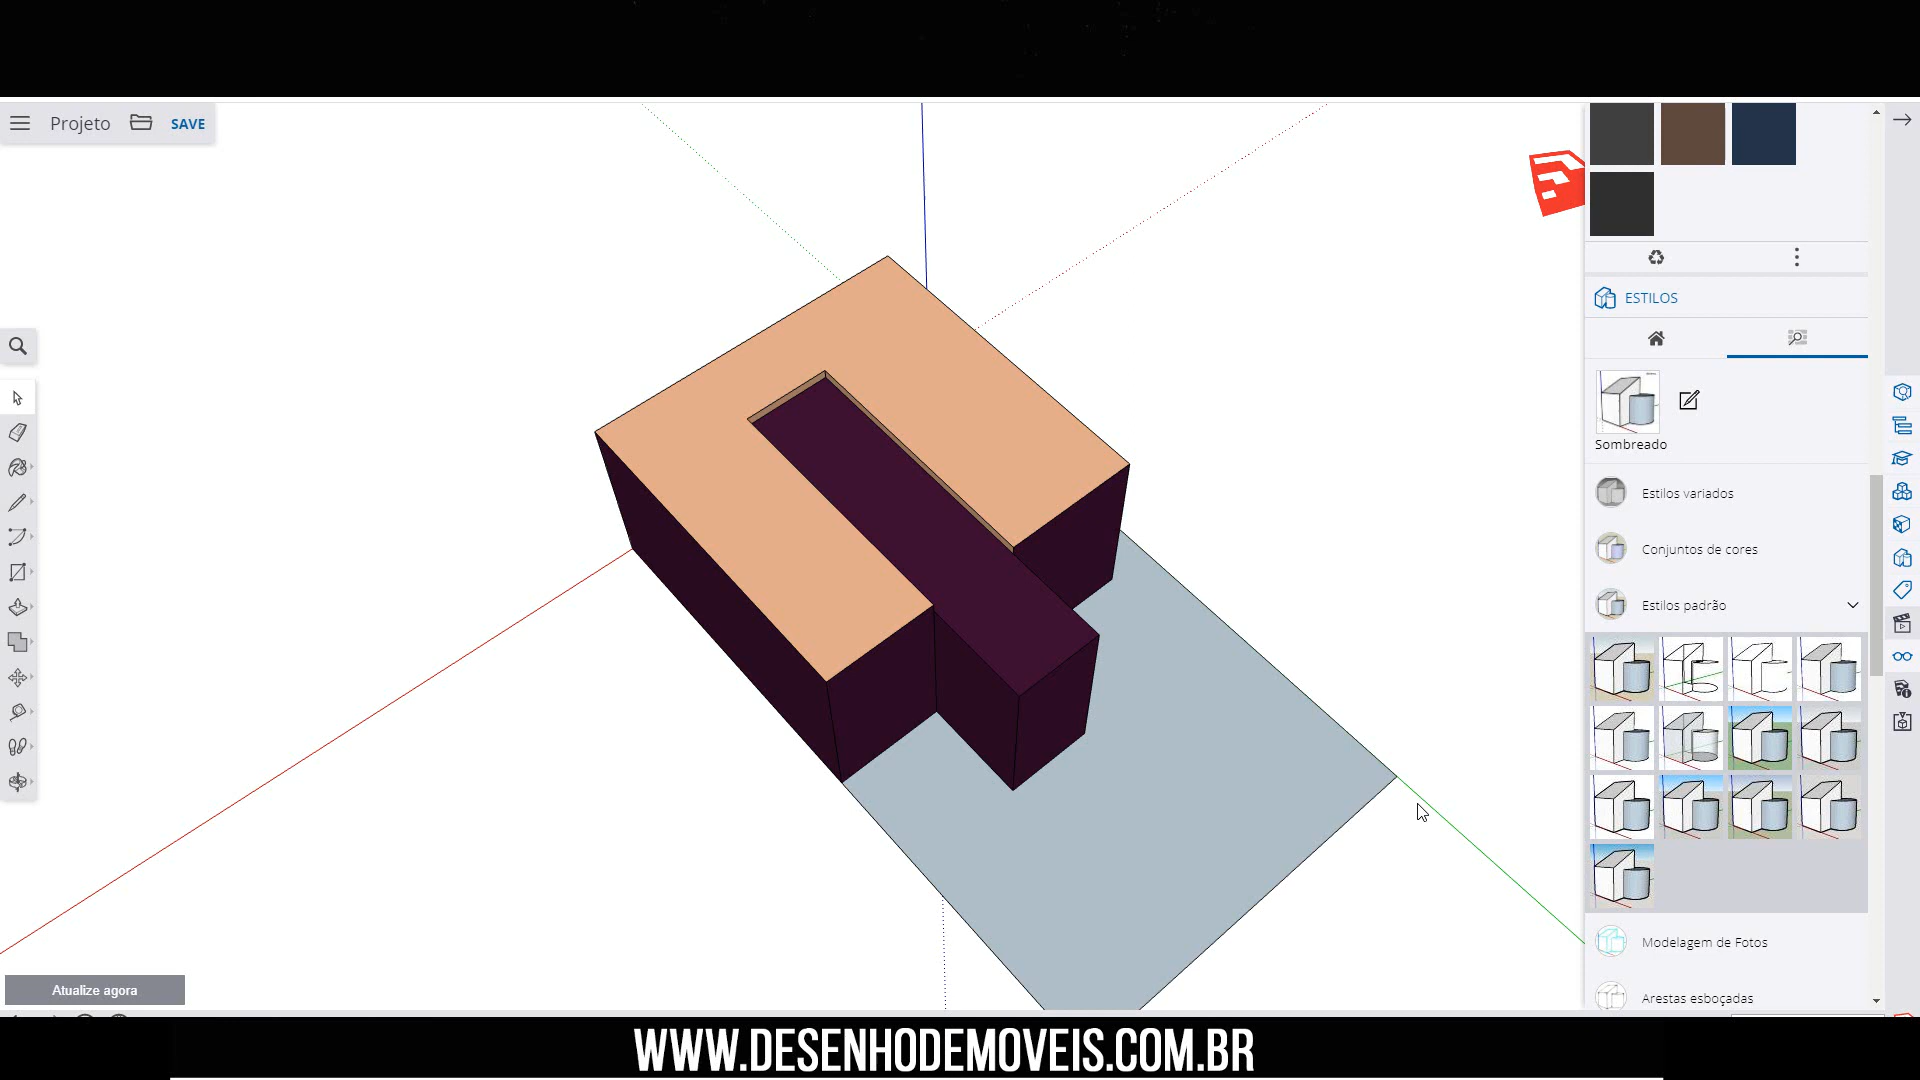 Projeto
SAVE
ESTILOS
Sombreado
Estilos variados
Conjuntos de cores
Estilos padrão
Modelagem de Fotos
Arestas esboçadas
Atualize agora
WWW.DESENHODEMOVEIS.COM.BR